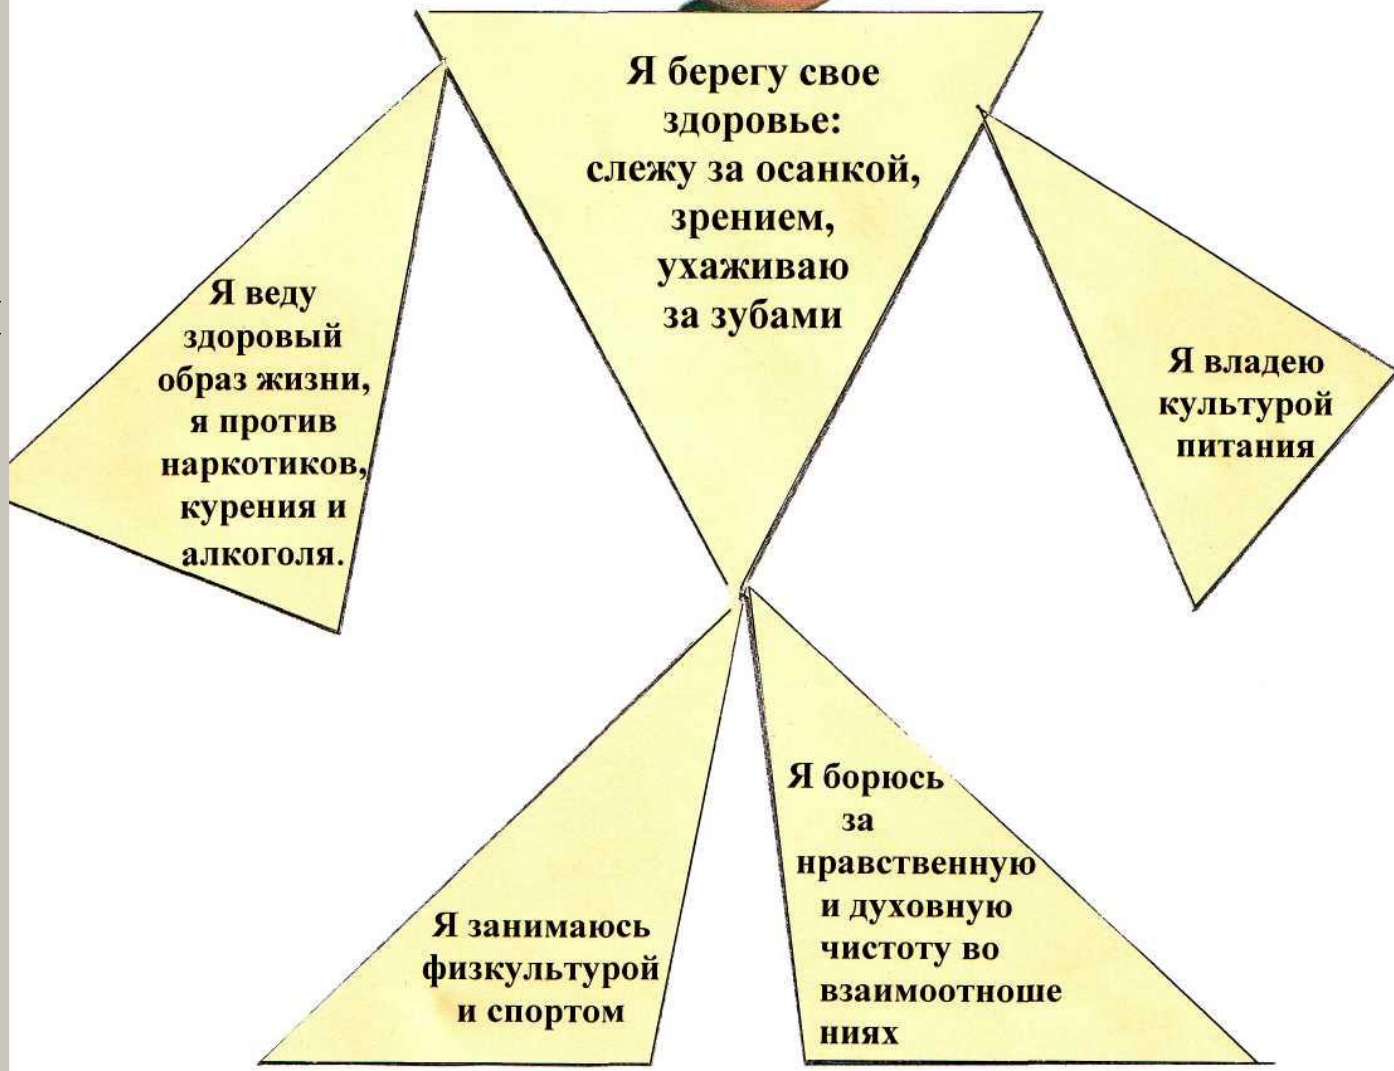 Я берегу свое
здоровье:
слежу за осанкой,
зрением,
ухаживаю
за зубами
Я веду
здоровый
образ жизни,
я против
наркотиков,
курения и
алкоголя.
Я владею
культурой
питания
Я занимаюсь
физкультурой
и спортом
Я борюсь
за
нравственную
и духовную
чистоту во
взаимоотноше
ниях